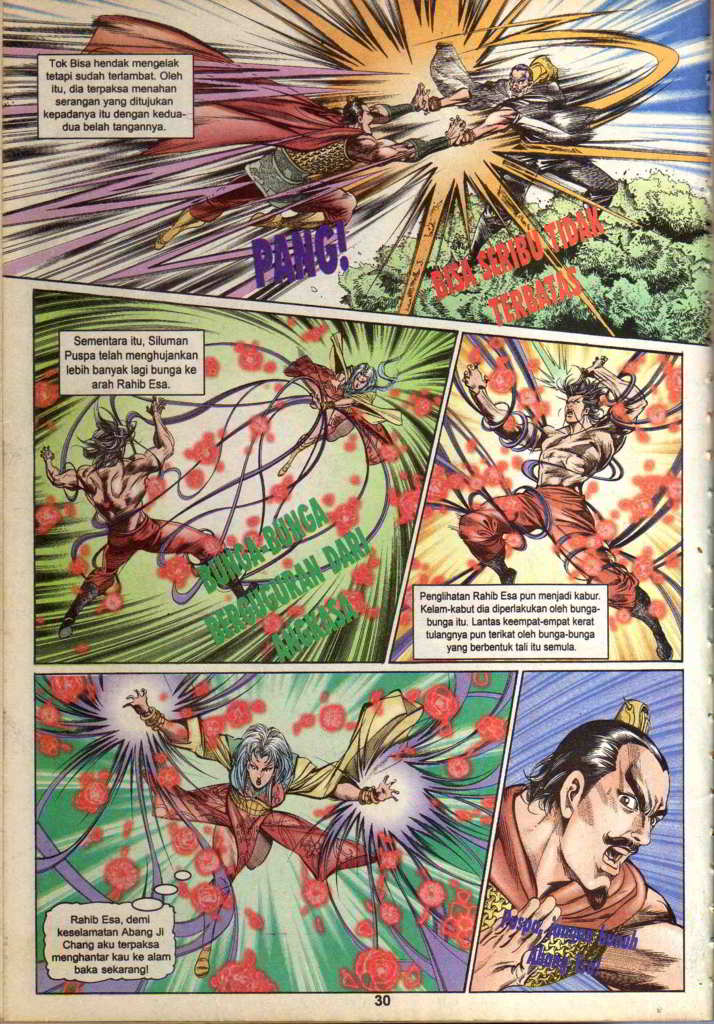 Tok Bisa hendak mengelak
tetapi sudah terlambat. Oleh
itu, dia terpaksa menahan
serangan yang ditujukan
kepadanya itu dengan kedua-
dua belah tangannya.
PANG!
BISA SERIBU TIDAK
TERBATAS
Sementara itu, Siluman
Puspa telah menghujankan
lebih banyak lagi bunga ke
arah Rahib Esa.
BUNGA-BUNGA
BERGUGURAN DARI
ANGKASA
Penglihatan Rahib Esa pun menjadi kabur.
Kelam-kabut dia diperlakukan oleh bunga-
bunga itu. Lantas keempat-empat kerat
tulangnya pun terikat oleh bunga-bunga
yang berbentuk tali itu semula.
Rahib Esa, demi
keselamatan Abang Ji
Chang aku terpaksa
menghantar kau ke alam
baka sekarang!
Puspa, jangan bunuh
30